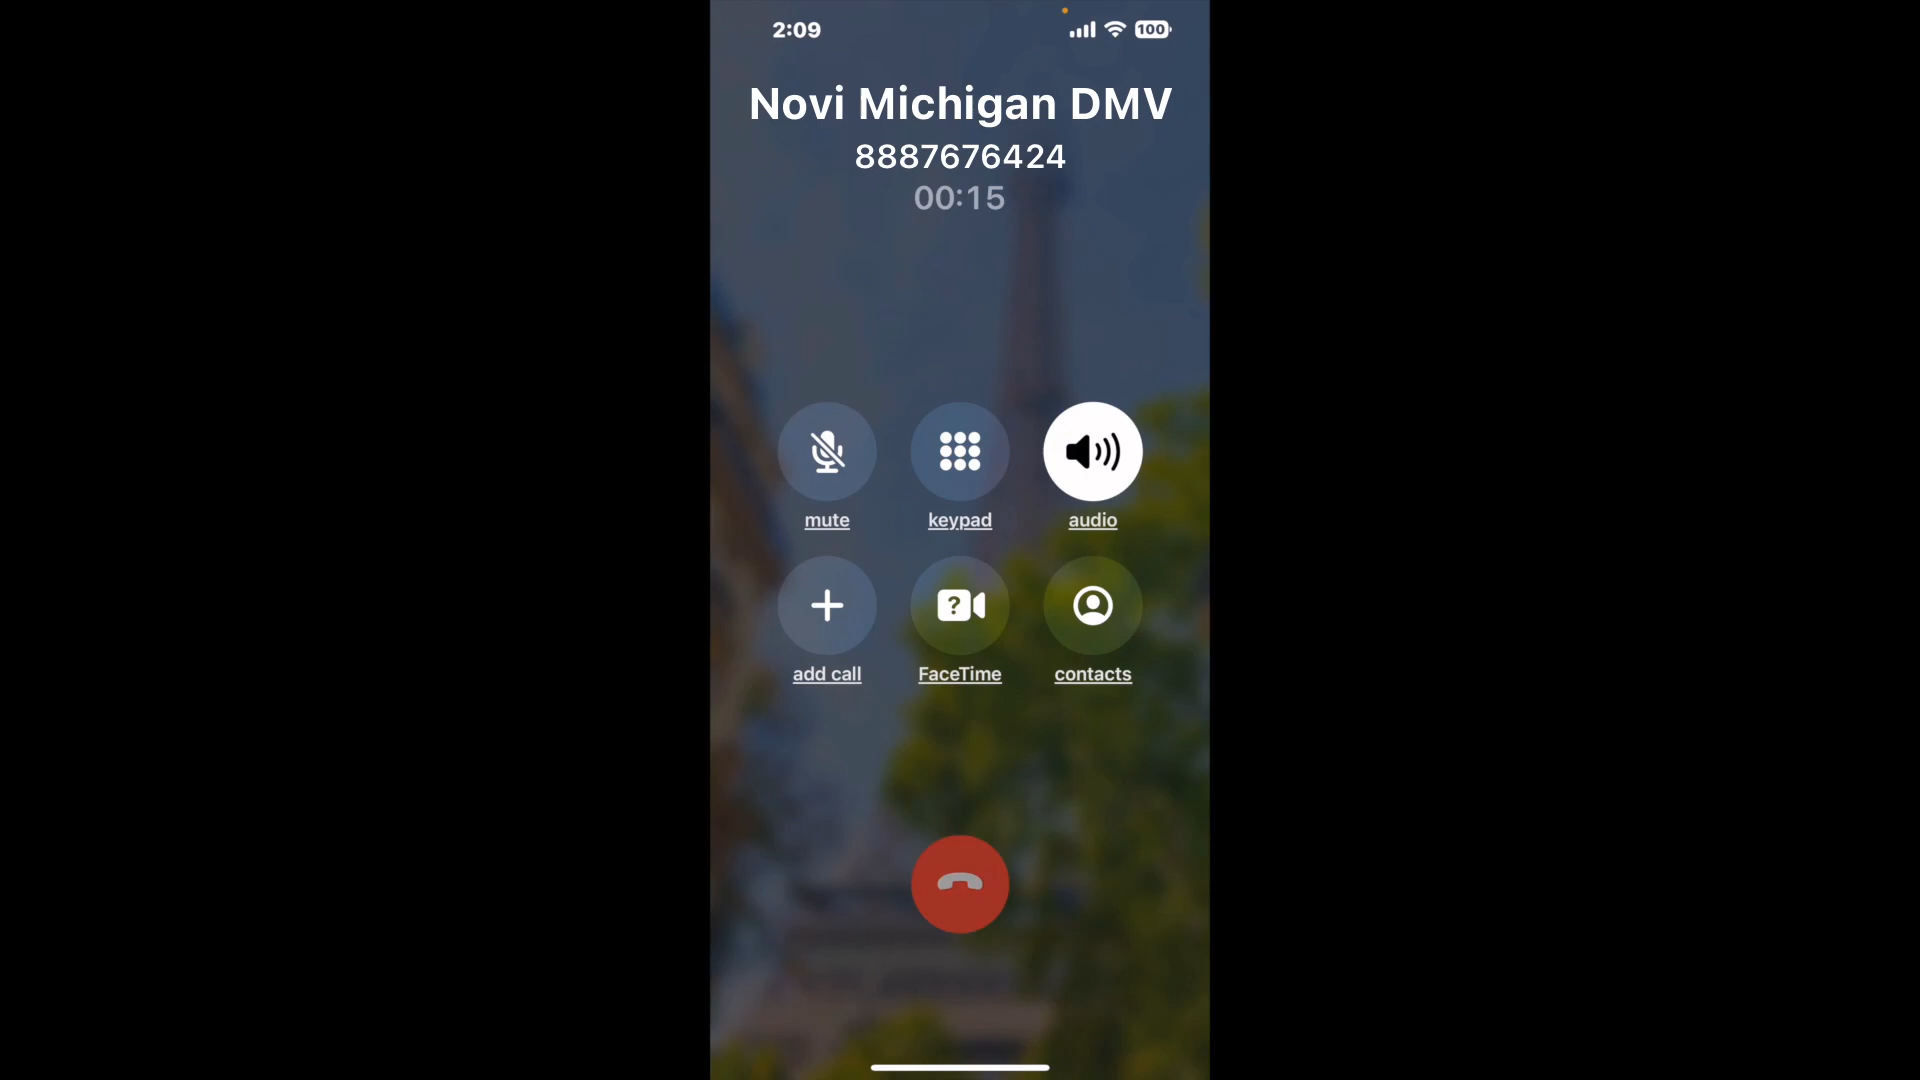 2:09
100
Novi Michigan DMV
8887676424
00:15
mute
keypad
audio
?
add call
FaceTime
contacts